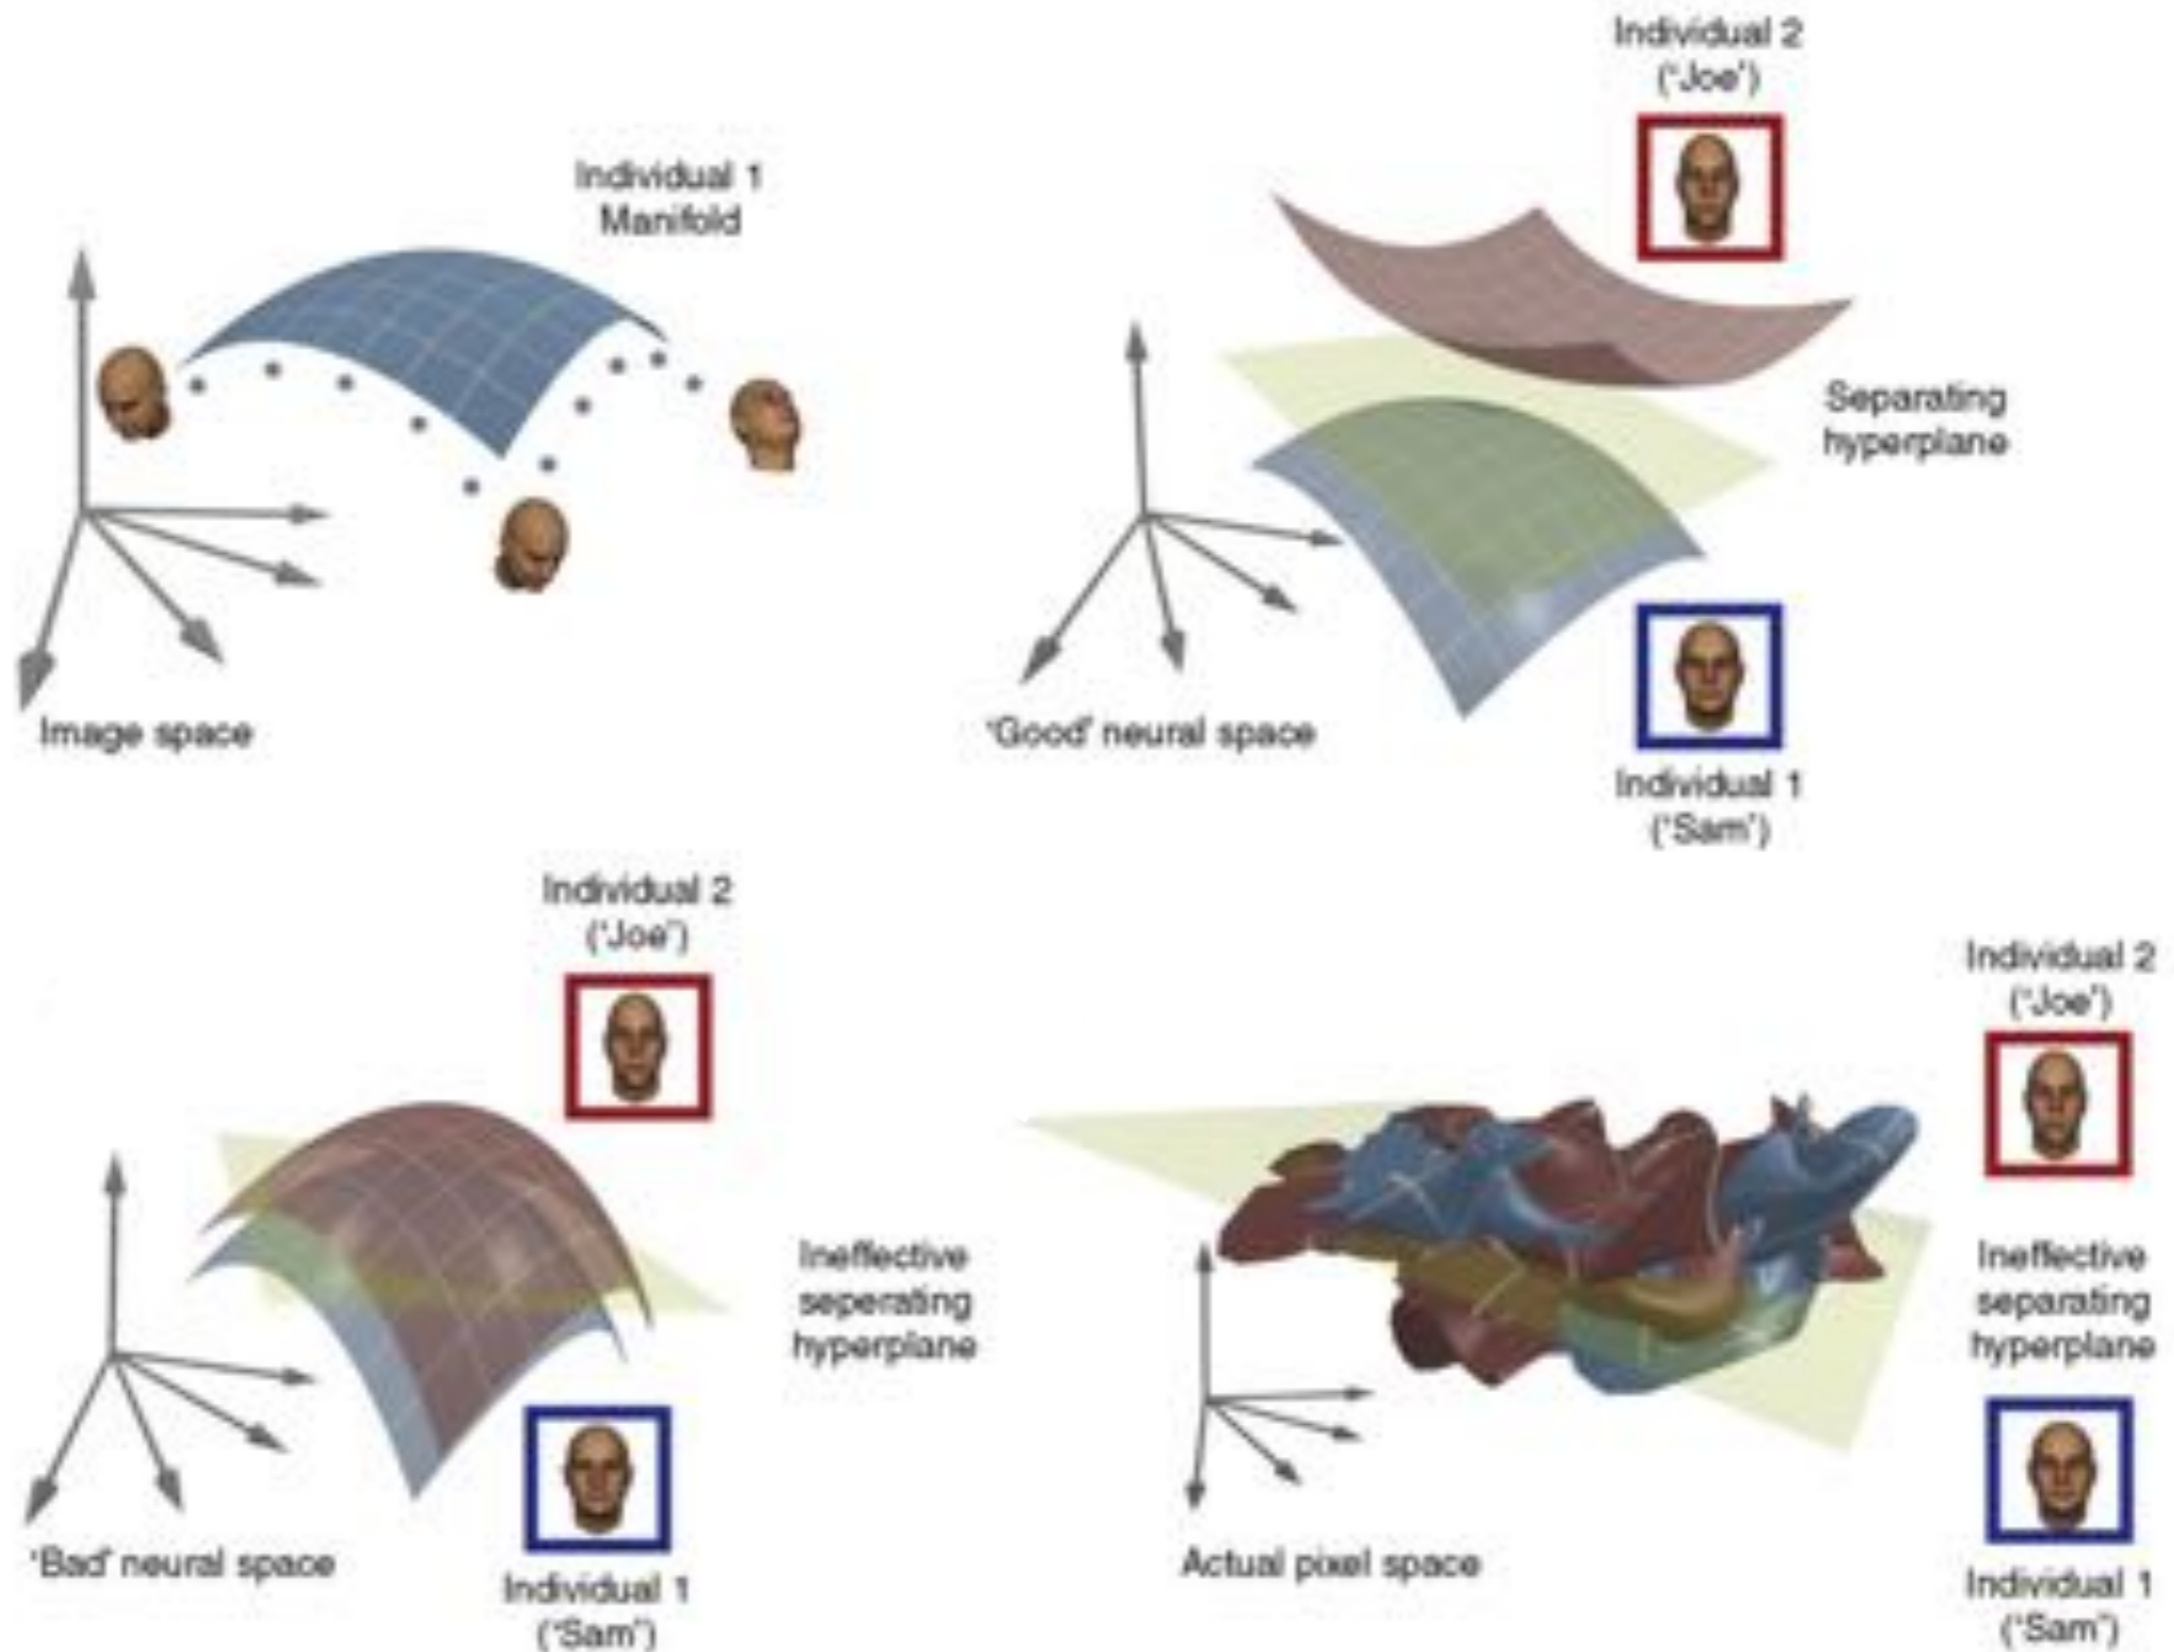 Individual 1
Manifold
Image space
Individual 2
('Joe')
Separating
hyperplane
'Good' neural space
Individual 1
('Sam')
Individual 2
('Joe')
Ineffective
seperating
hyperplane
'Bad' neural space
Individual 1
('Sam')
Individual 2
('Joe')
Ineffective
separating
hyperplane
Actual pixel space
Individual 1
('Sam')